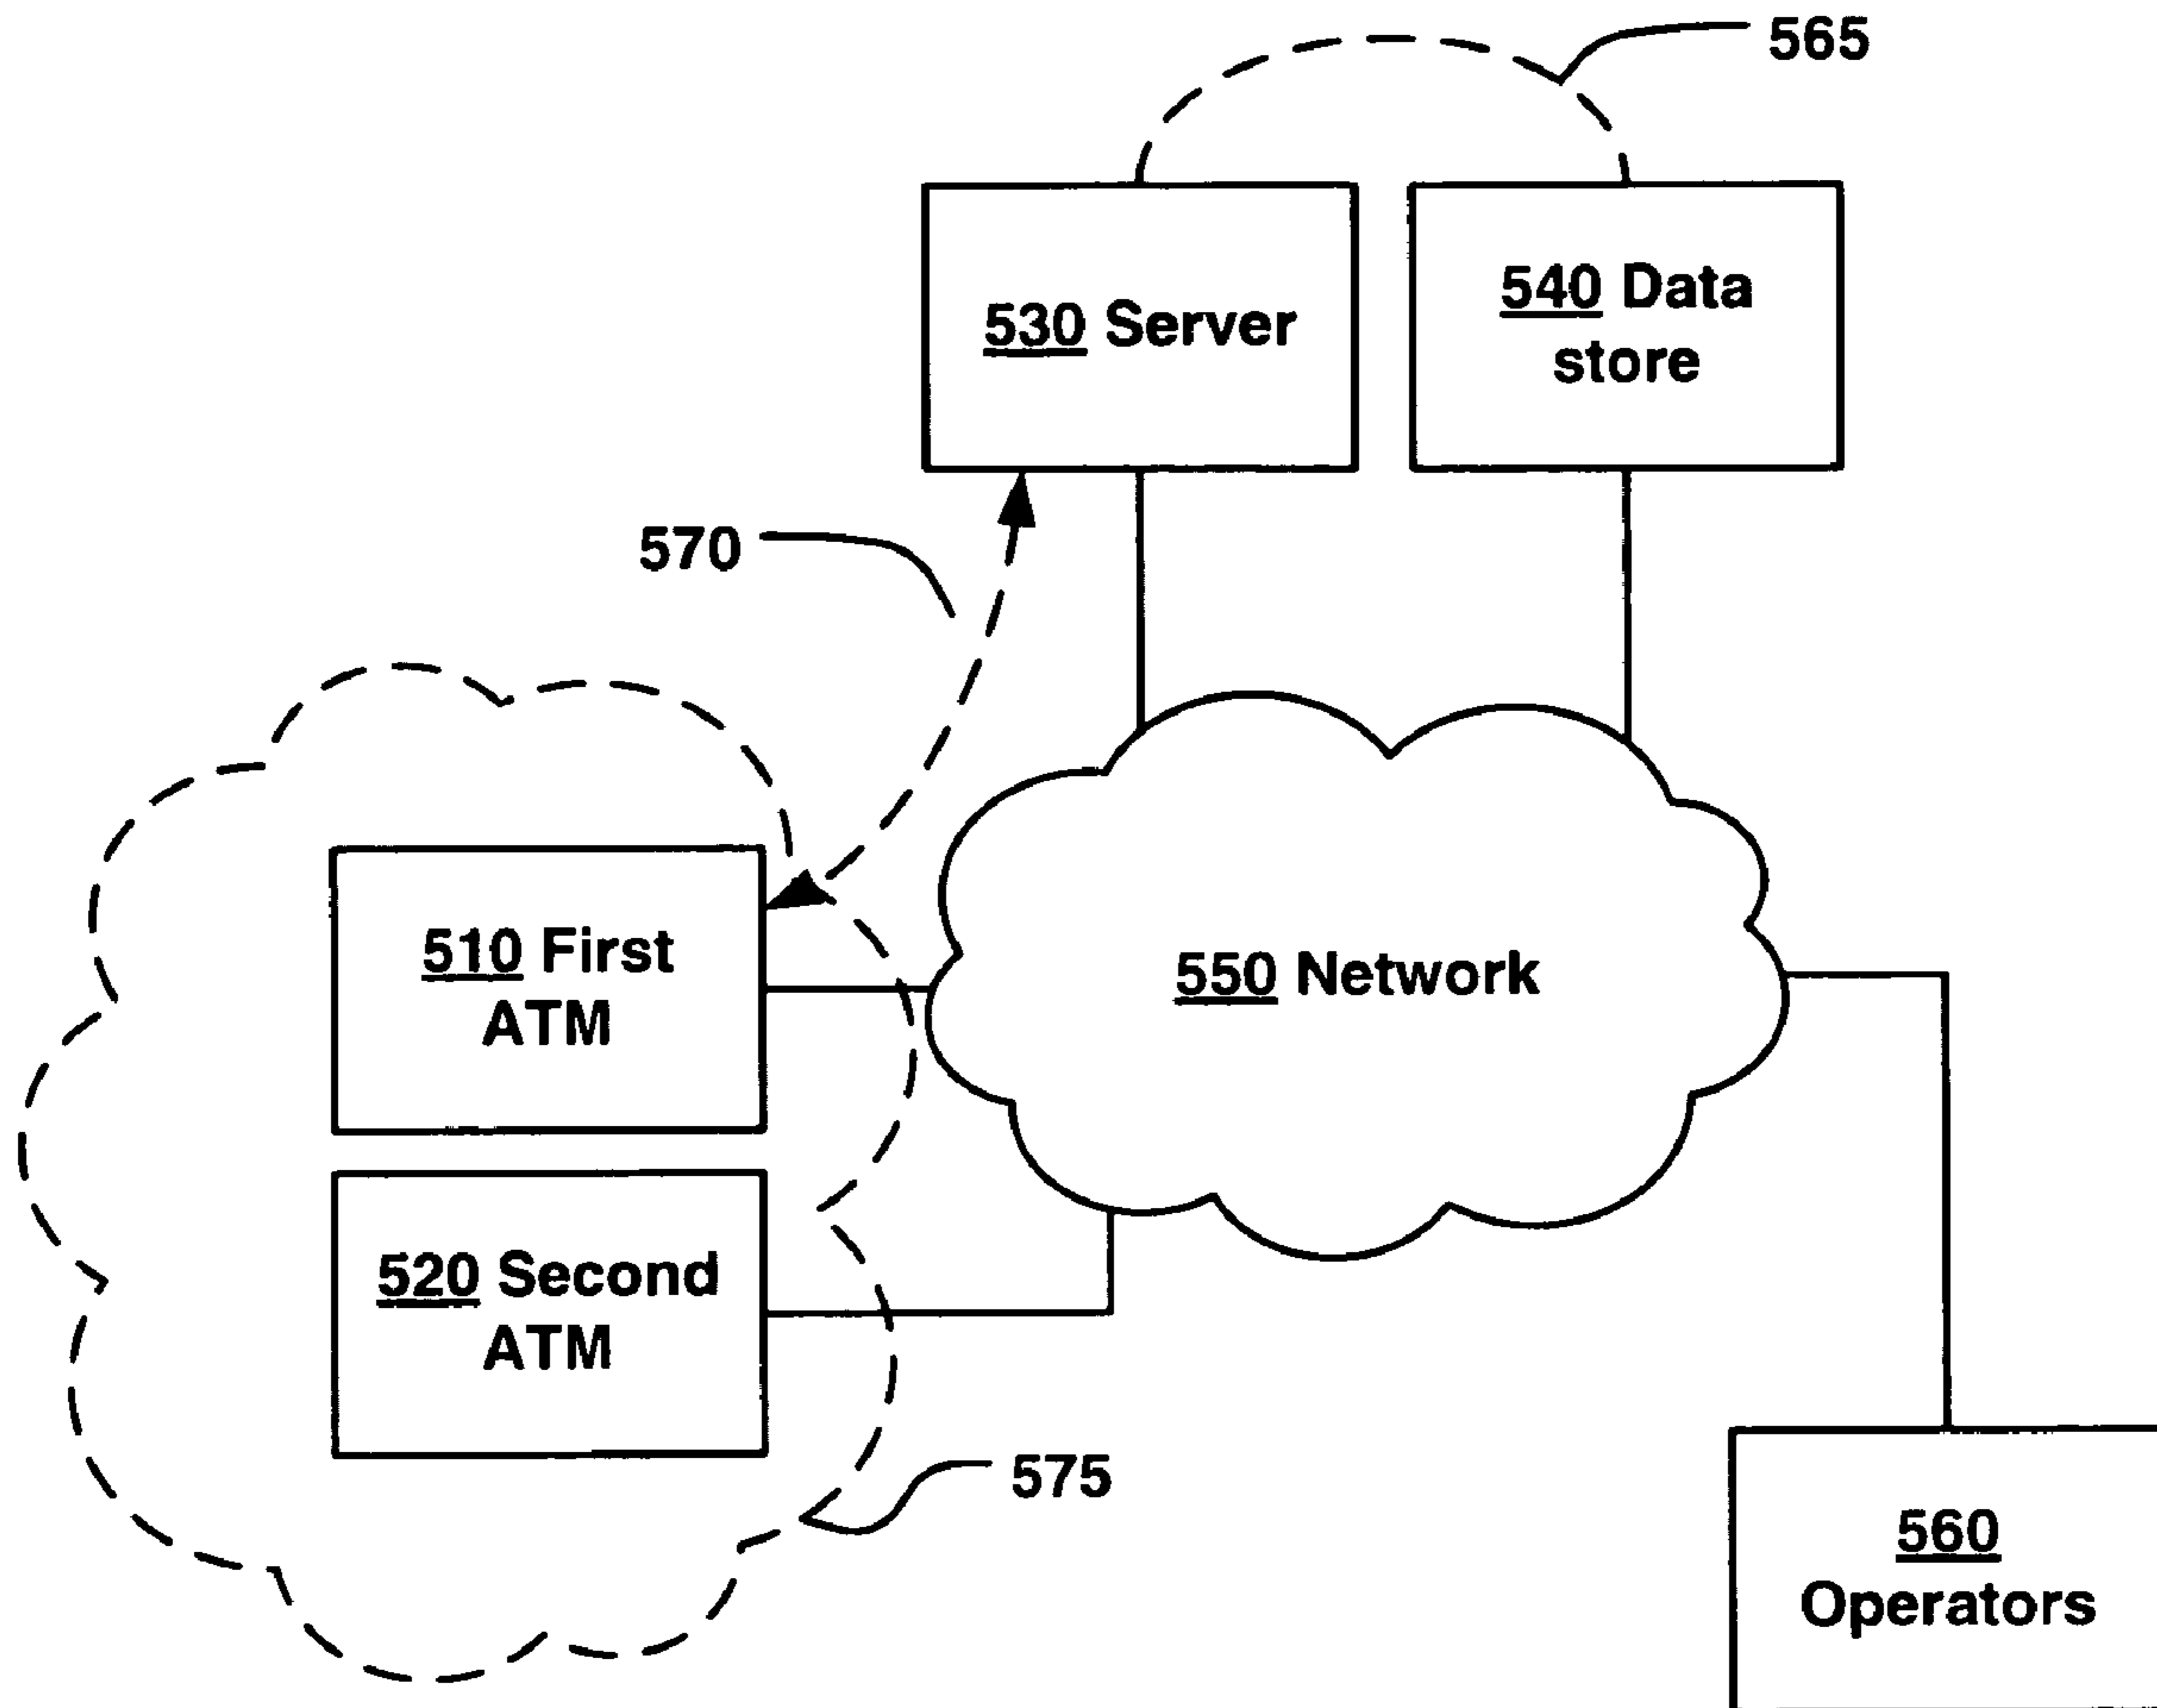 565
530 Server
540 Data
store
570
510 First
ATM
550 Network
520 Second
ATM
575
560
Operators